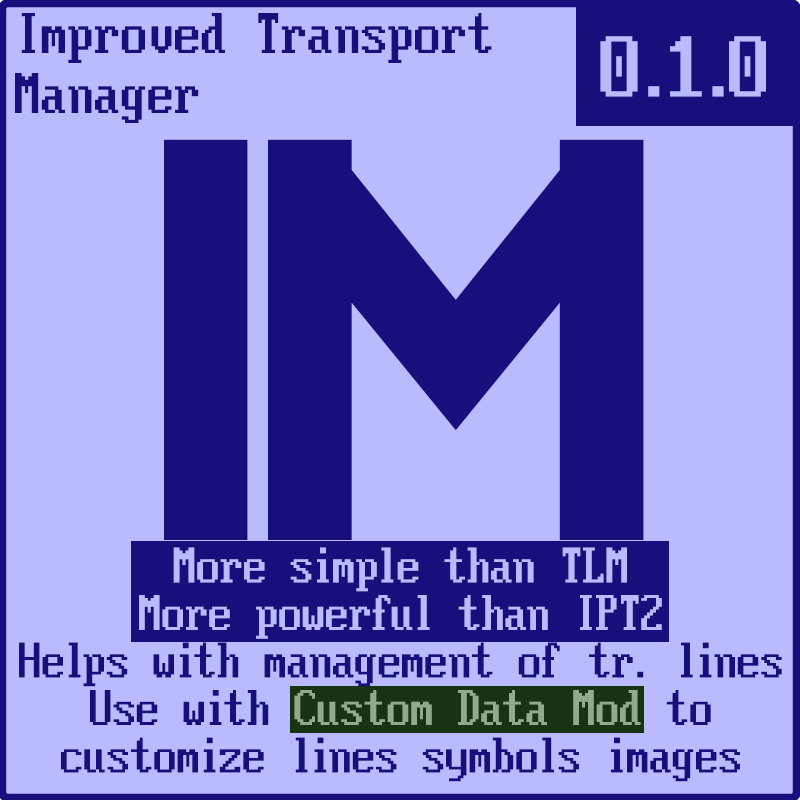 Improved Transport
Manager
0.1.0
IM
More simple than TLM
More powerful than IPT2
Helps with management of tr. lines
Use with Custom Data Mod to
customize lines symbols images